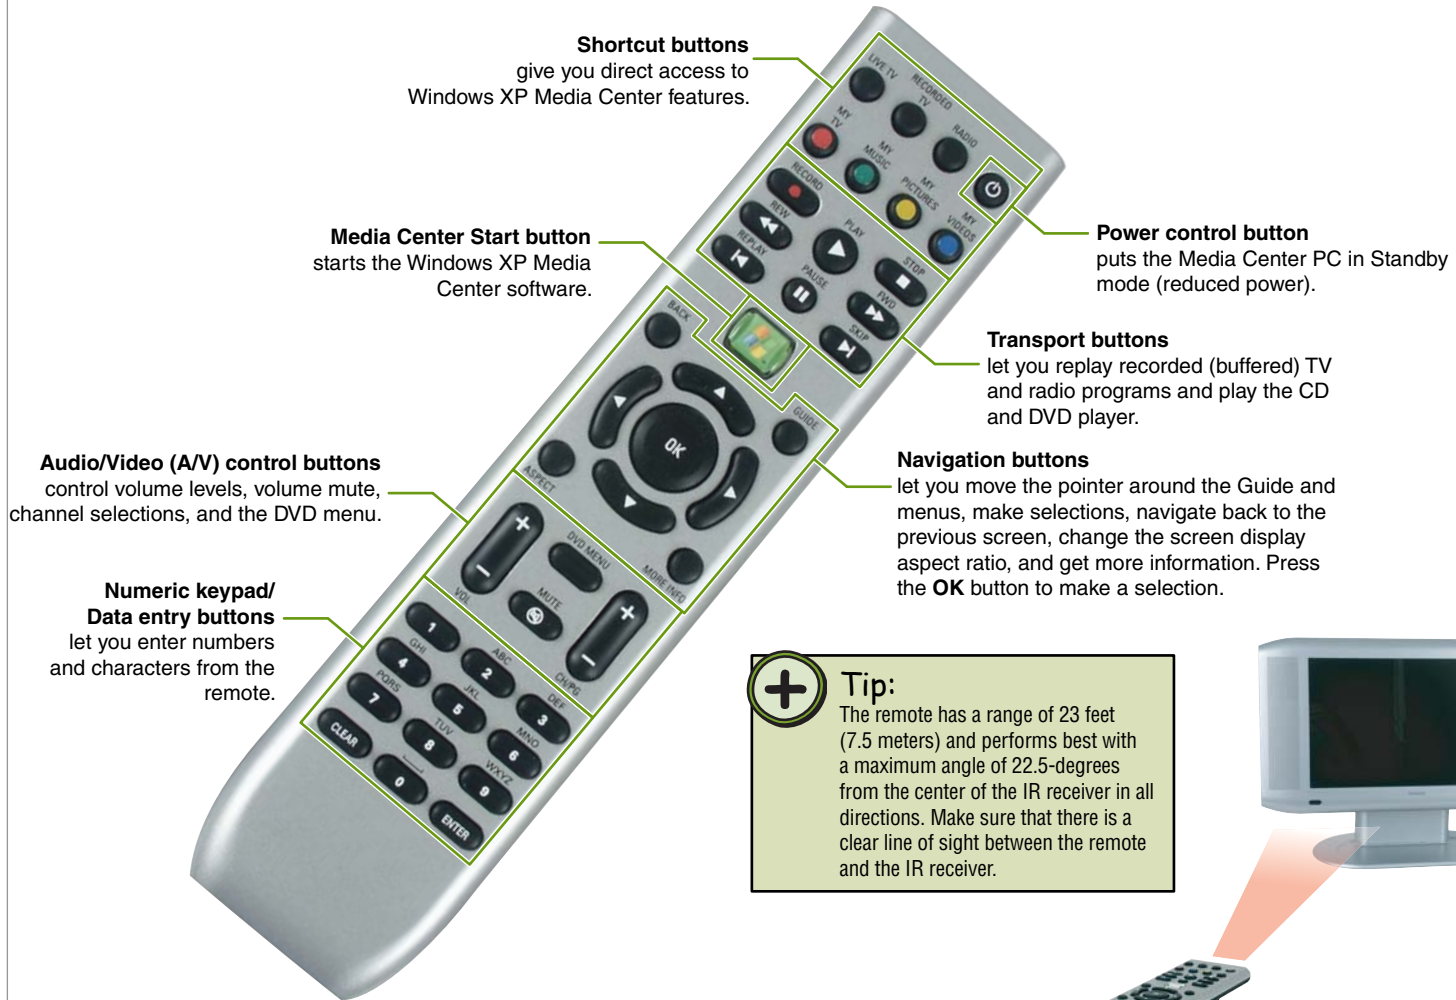 Shortcut buttons
give you direct access to
Windows XP Media Center features.
LIVE TV
RECORDED
TV
RADIO
MY
TV
MY
MUSIC
MY
PICTURES
MY
VIDEOS
RECORD
REW
PLAY
REPLAY
PAUSE
STOP
FWD
SKIP
Power control button
puts the Media Center PC in Standby
mode (reduced power).
Media Center Start button
starts the Windows XP Media
Center software.
Transport buttons
let you replay recorded (buffered) TV
and radio programs and play the CD
and DVD player.
BACK
GUIDE
OK
ASPECT
MORE INFO
Audio/Video (A/V) control buttons
control volume levels, volume mute,
channel selections, and the DVD menu.
Navigation buttons
let you move the pointer around the Guide and
menus, make selections, navigate back to the
previous screen, change the screen display
aspect ratio, and get more information. Press
the OK button to make a selection.
+
−
VOL
DVD MENU
MUTE
+
−
CH/PG
Numeric keypad/
Data entry buttons
let you enter numbers
and characters from the
remote.
1
ABC
2
DEF
3
GHI
4
JKL
5
MNO
6
PQRS
7
TUV
8
WXYZ
9
CLEAR
0
ENTER
Tip:
The remote has a range of 23 feet
(7.5 meters) and performs best with
a maximum angle of 22.5-degrees
from the center of the IR receiver in all
directions. Make sure that there is a
clear line of sight between the remote
and the IR receiver.